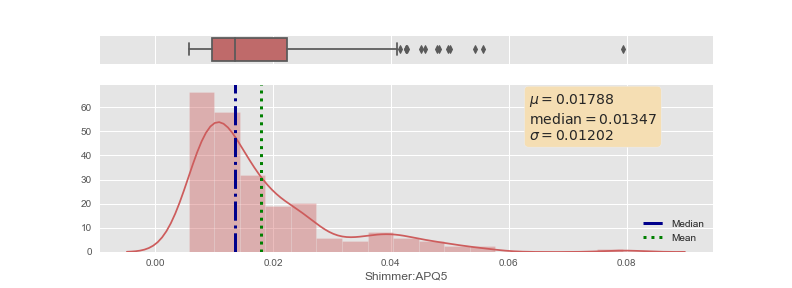 μ = 0.01788
median = 0.01347
σ = 0.01202
60
50
40
30
20
10
0
Median
Mean
0.00 0.02 0.04 0.06 0.08
Shimmer:APQ5